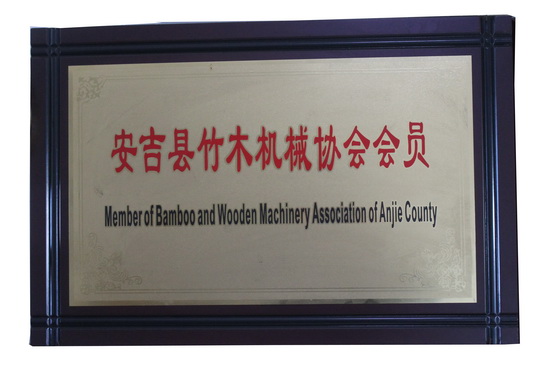 安吉县竹木机械协会会员
Member of Bamboo and Wooden Machinery Association of Anjie County